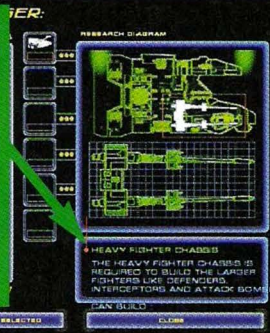 GER:
RESEARCH DIAGRAM
HEAVY FIGHTER CHASSIS
THE HEAVY FIGHTER CHASSIS IS
REQUIRED TO BUILD THE LARGER
FIGHTERS LIKE DEFENDERS,
INTERCEPTORS AND ATTACK BOMB
CAN BUILD
SELECTED
CLOSE